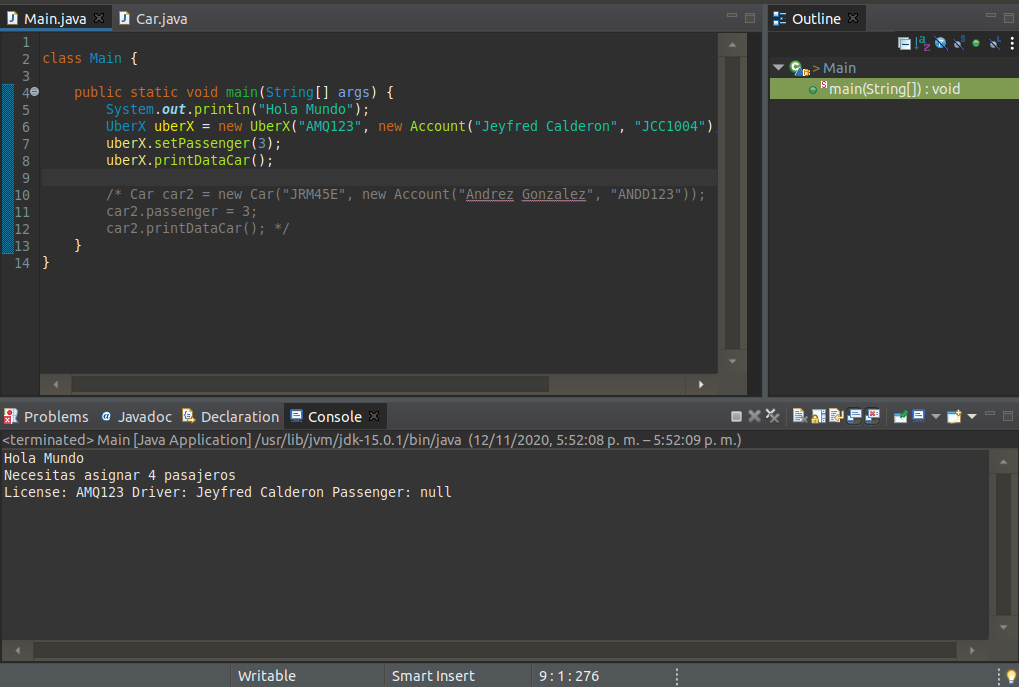 Main.java
Car.java
Outline
1
2 class Main {
3
4 public static void main(String[] args) {
5 System.out.println("Hola Mundo");
6 UberX uberX = new UberX("AMQ123", new Account("Jeyfred Calderon", "JCC1004")
7 uberX.setPassenger(3);
8 uberX.printDataCar();
9
10 /* Car car2 = new Car("JRM45E", new Account("Andrez Gonzalez", "ANDD123"));
11 car2.passenger = 3;
12 car2.printDataCar(); */
13 }
14 }
> Main
main(String[]) : void
Problems @ Javadoc Declaration Console
<terminated> Main [Java Application] /usr/lib/jvm/jdk-15.0.1/bin/java (12/11/2020, 5:52:08 p. m. – 5:52:09 p. m.)
Hola Mundo
Necesitas asignar 4 pasajeros
License: AMQ123 Driver: Jeyfred Calderon Passenger: null
Writable Smart Insert 9 : 1 : 276